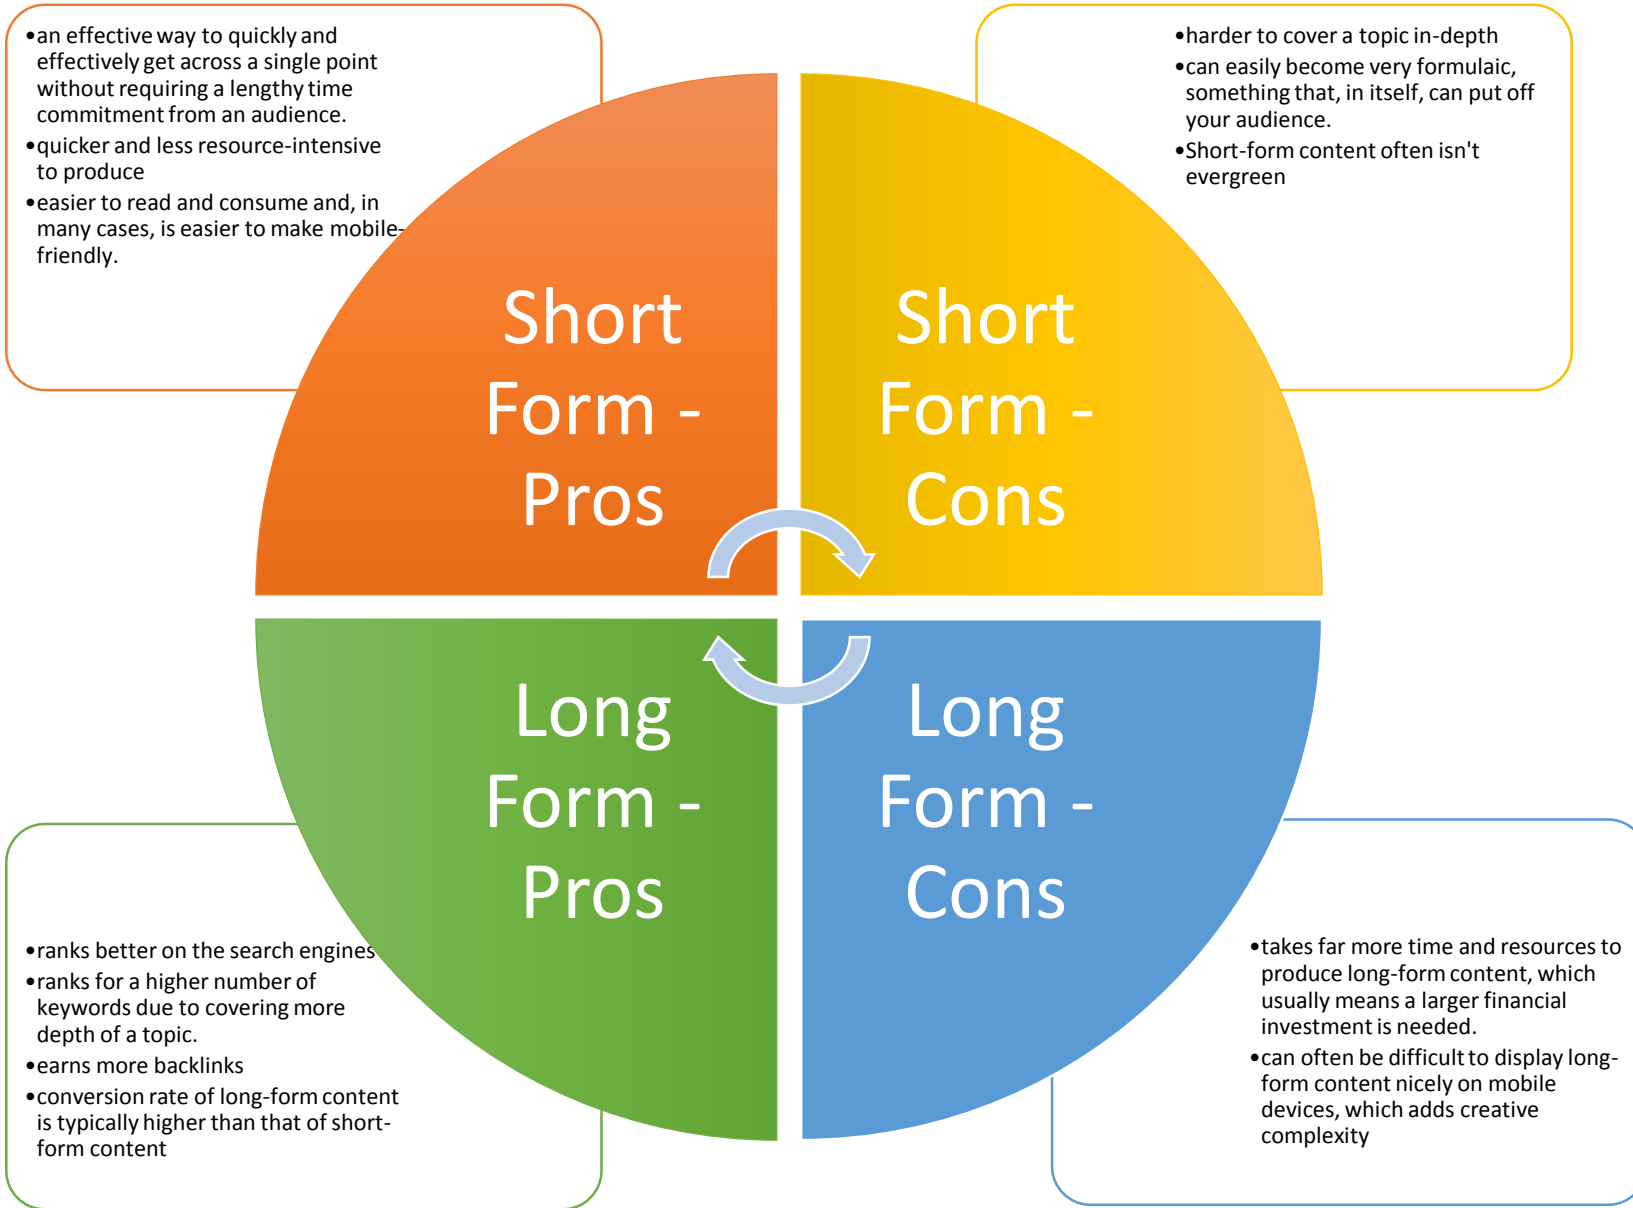 •an effective way to quickly and
effectively get across a single point
without requiring a lengthy time
commitment from an audience.
•quicker and less resource-intensive
to produce
•easier to read and consume and, in
many cases, is easier to make mobile-
friendly.
•harder to cover a topic in-depth
•can easily become very formulaic,
something that, in itself, can put off
your audience.
•Short-form content often isn't
evergreen
Short
Form -
Pros
Short
Form -
Cons
Long
Form -
Pros
Long
Form -
Cons
•ranks better on the search engines
•ranks for a higher number of
keywords due to covering more
depth of a topic.
•earns more backlinks
•conversion rate of long-form content
is typically higher than that of short-
form content
•takes far more time and resources to
produce long-form content, which
usually means a larger financial
investment is needed.
•can often be difficult to display long-
form content nicely on mobile
devices, which adds creative
complexity